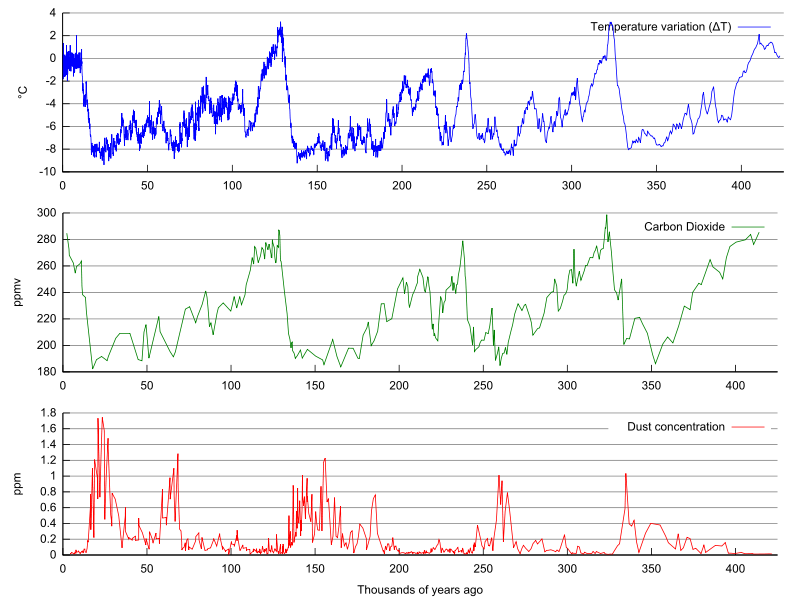 4
2
0
-2
-4
-6
-8
-10
°C
Temperature variation (ΔT)
0 50 100 150 200 250 300 350 400
300
280
260
240
220
200
180
ppmv
Carbon Dioxide
0 50 100 150 200 250 300 350 400
1.8
1.6
1.4
1.2
1
0.8
0.6
0.4
0.2
0
ppm
Dust concentration
0 50 100 150 200 250 300 350 400
Thousands of years ago